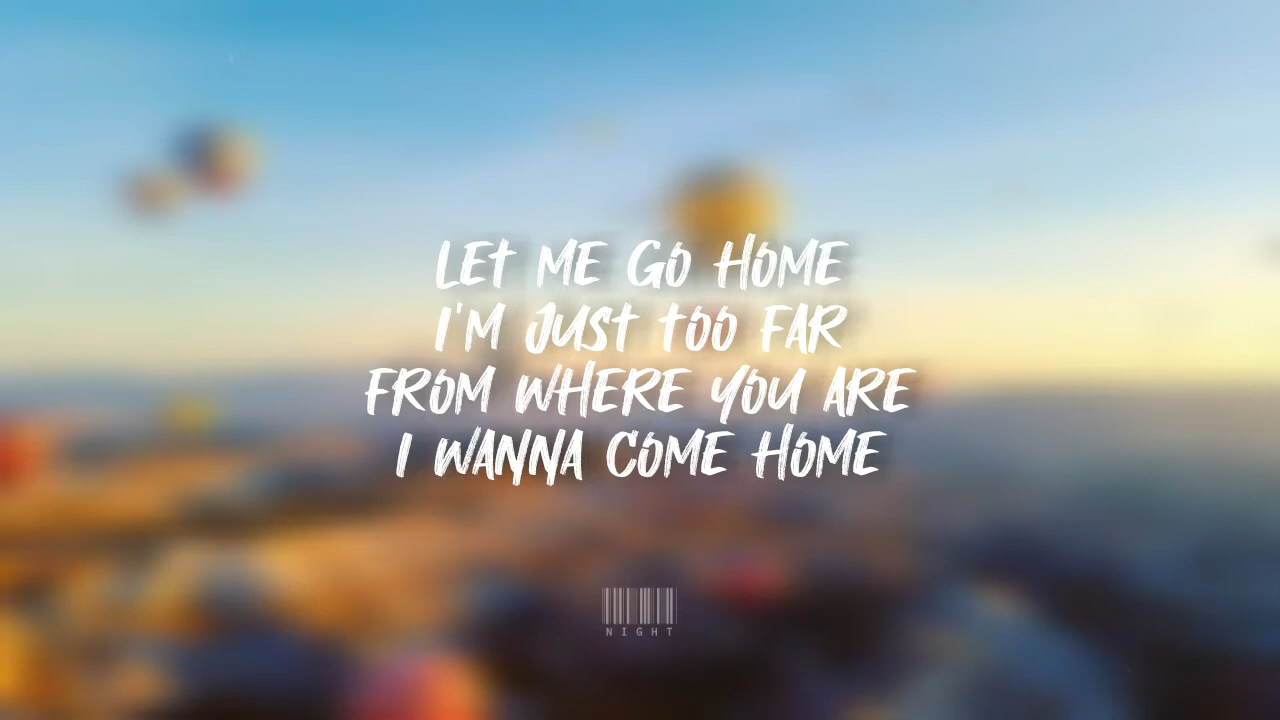 LET ME GO HOME
I'M JUST TOO FAR
FROM WHERE YOU ARE
I WANNA COME HOME
NIGHT